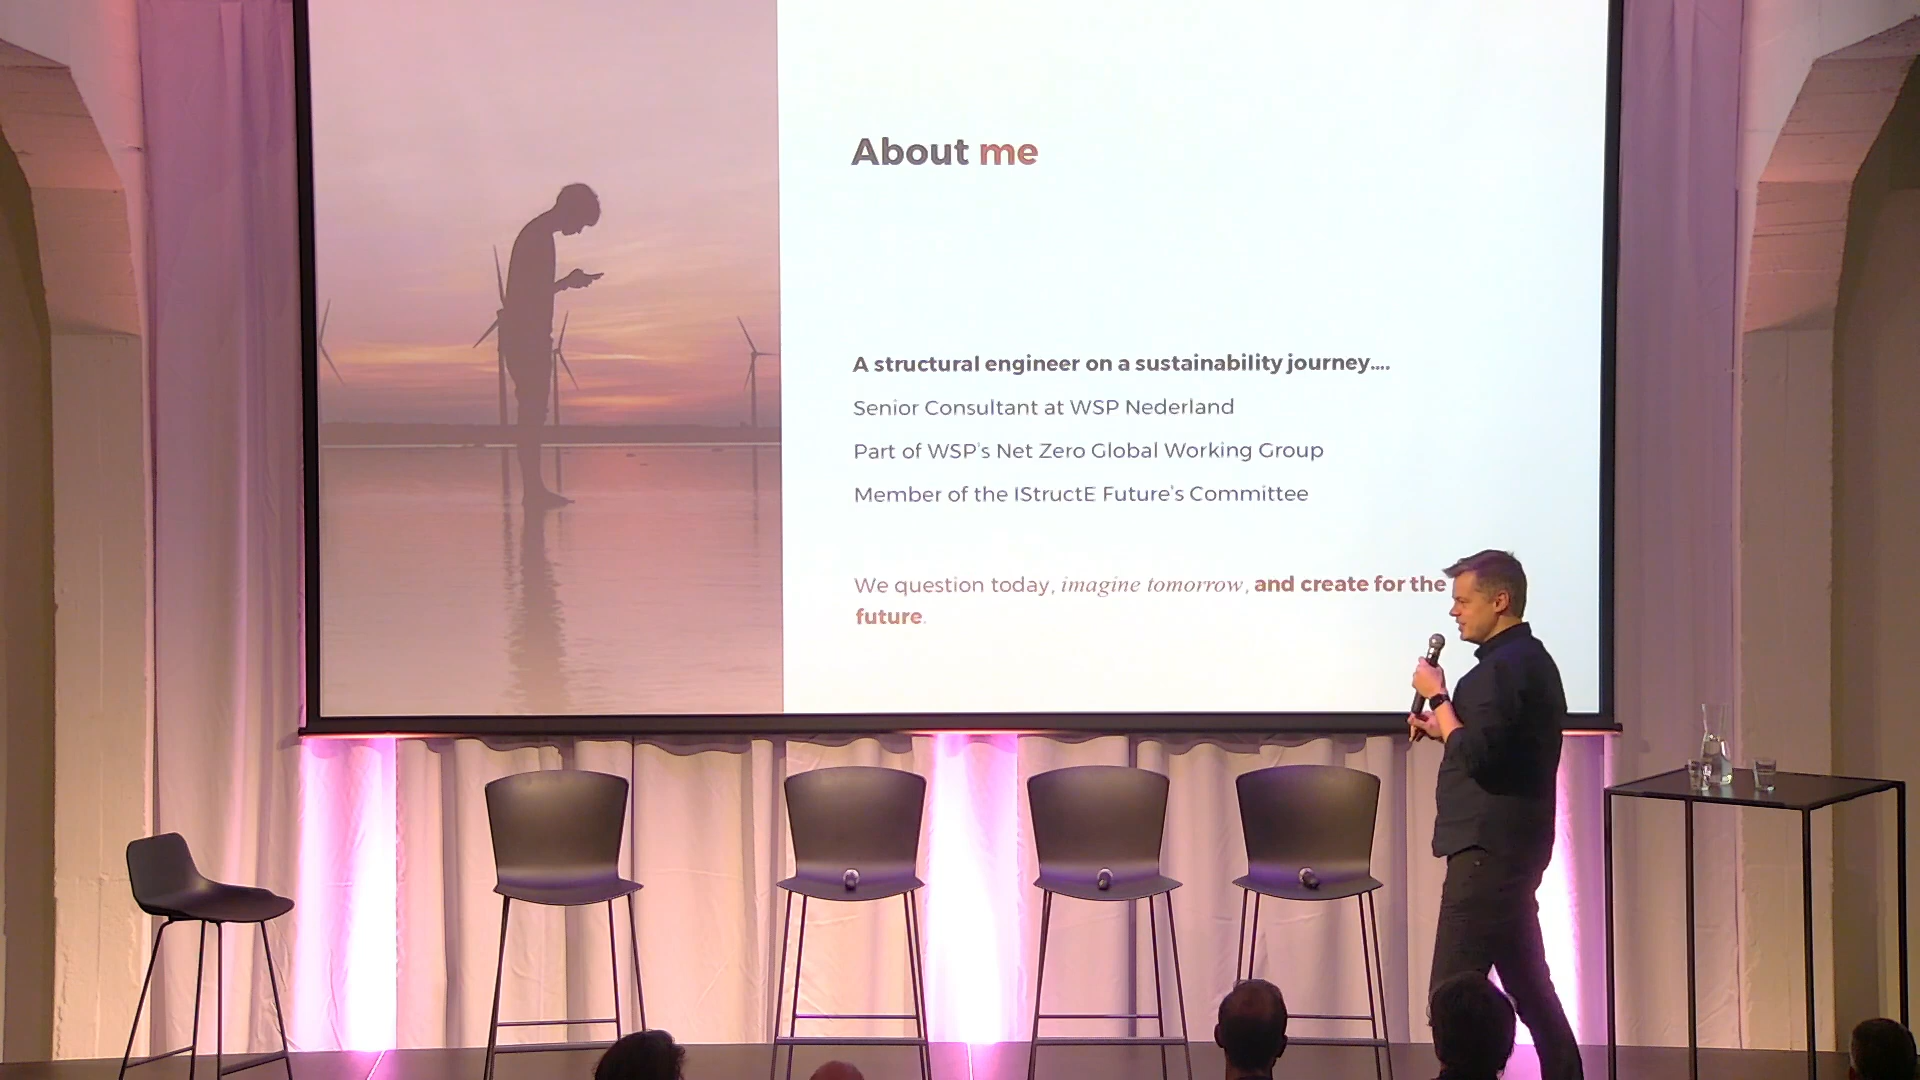 About me
A structural engineer on a sustainability journey....
Senior Consultant at WSP Nederland
Part of WSP's Net Zero Global Working Group
Member of the IStructE Future's Committee
We question today, imagine tomorrow, and create for the
future.